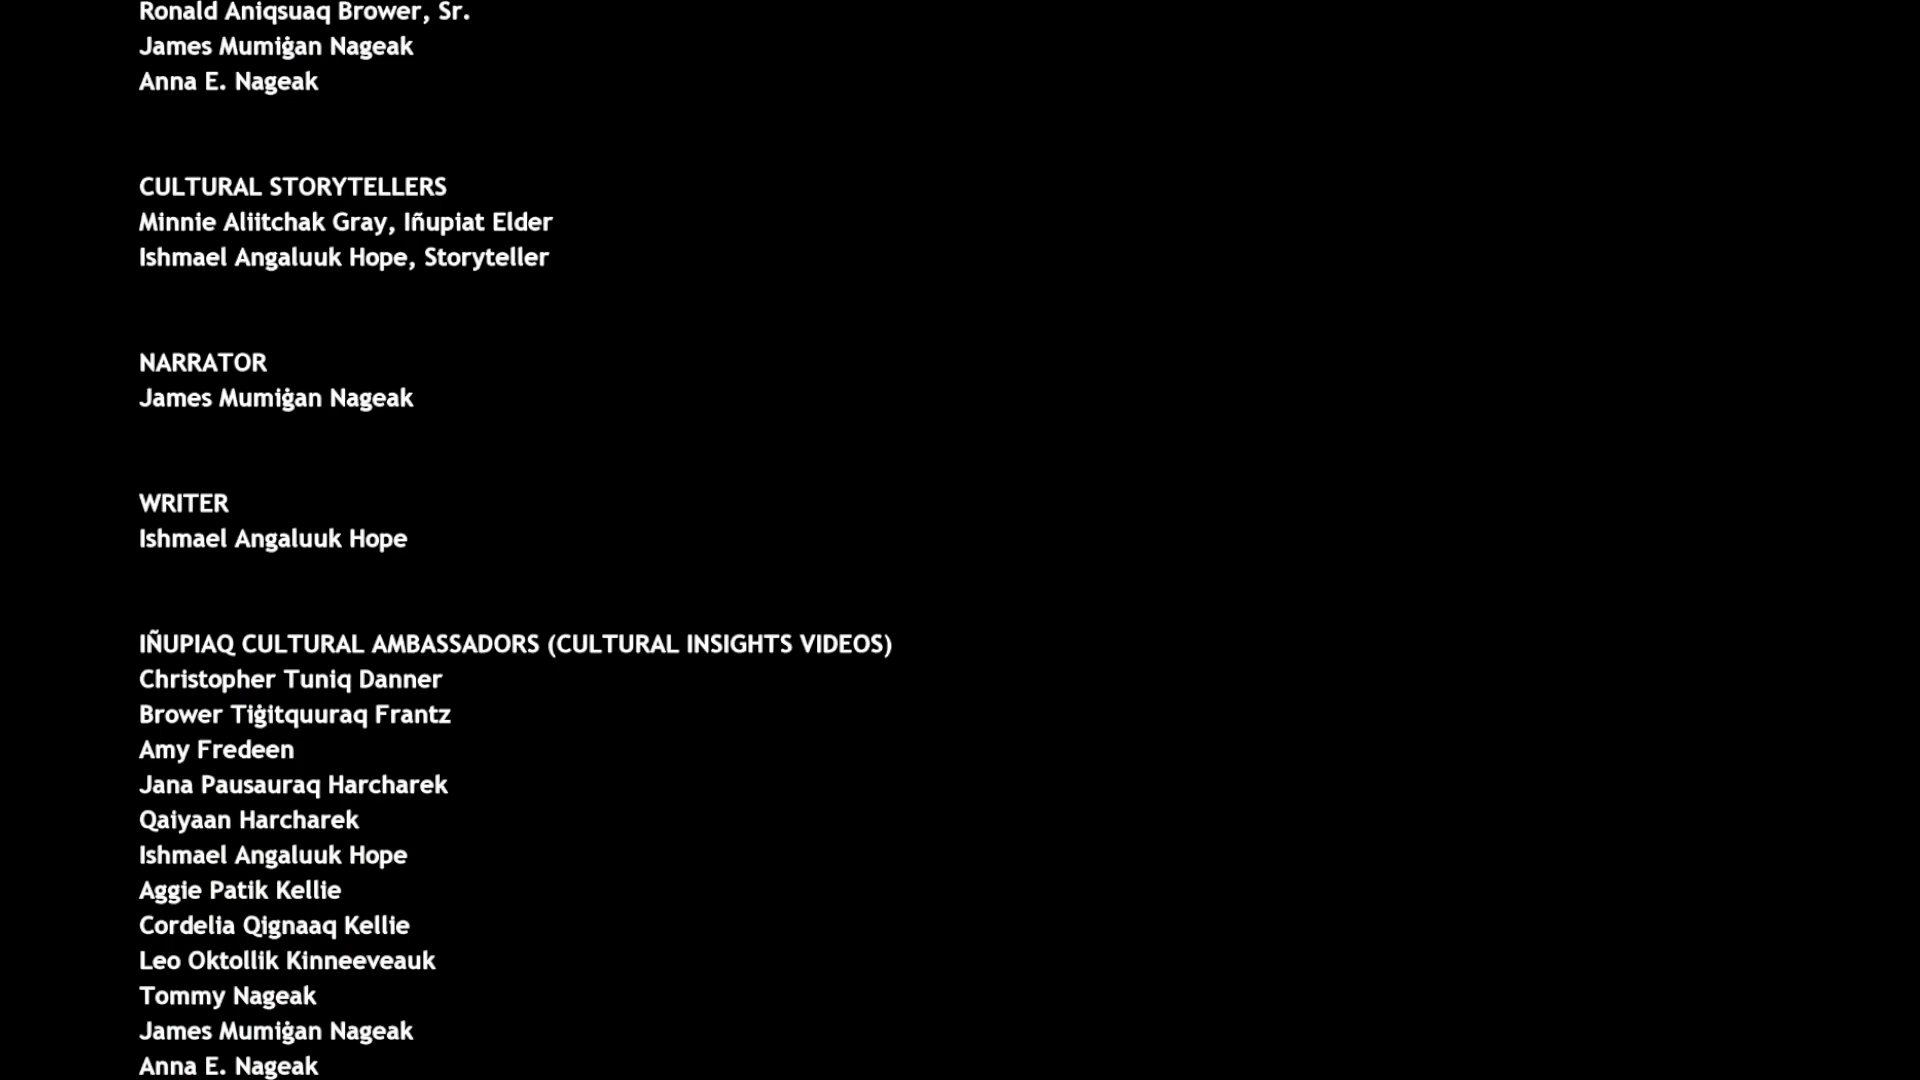 Ronald Aniqsuaq Brower, Sr.
James Mumiġan Nageak
Anna E. Nageak
CULTURAL STORYTELLERS
Minnie Aliitchak Gray, Iñupiat Elder
Ishmael Angaluuk Hope, Storyteller
NARRATOR
James Mumiġan Nageak
WRITER
Ishmael Angaluuk Hope
IÑUPIAQ CULTURAL AMBASSADORS (CULTURAL INSIGHTS VIDEOS)
Christopher Tuniq Danner
Brower Tiġitquuraq Frantz
Amy Fredeen
Jana Pausauraq Harcharek
Qaiyaan Harcharek
Ishmael Angaluuk Hope
Aggie Patik Kellie
Cordelia Qignaaq Kellie
Leo Oktollik Kinneeveauk
Tommy Nageak
James Mumiġan Nageak
Anna E. Nageak